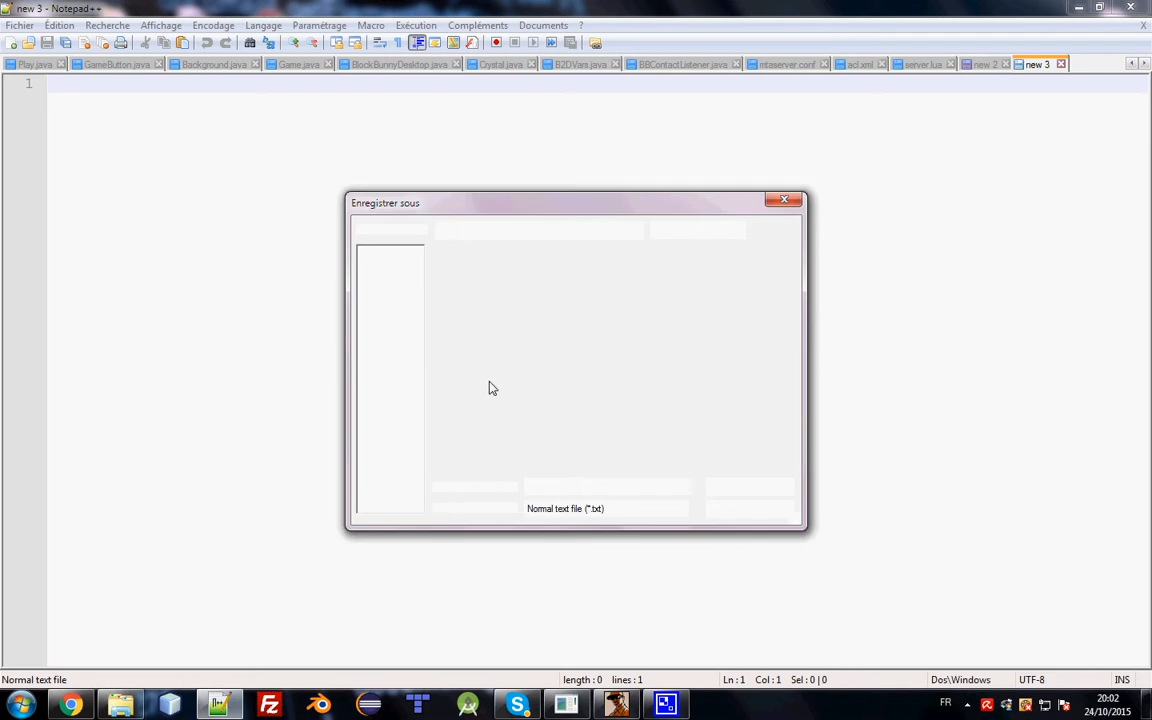 new 3 - Notepad++
Fichier Édition Recherche Affichage Encodage Langage Paramétrage Macro Exécution Compléments Documents ? X
Play.java GameButton.java Background.java Game.java BlockBunnyDesktop.java Crystal.java B2DVars.java BBContactListener.java mtaserver.conf acl.xml server.lua new 2 new 3
1
Enregistrer sous
Normal text file (*.txt)
Normal text file length : 0 lines : 1 Ln : 1 Col : 1 Sel : 0 | 0 Dos\Windows UTF-8 INS
FR 20:02
24/10/2015